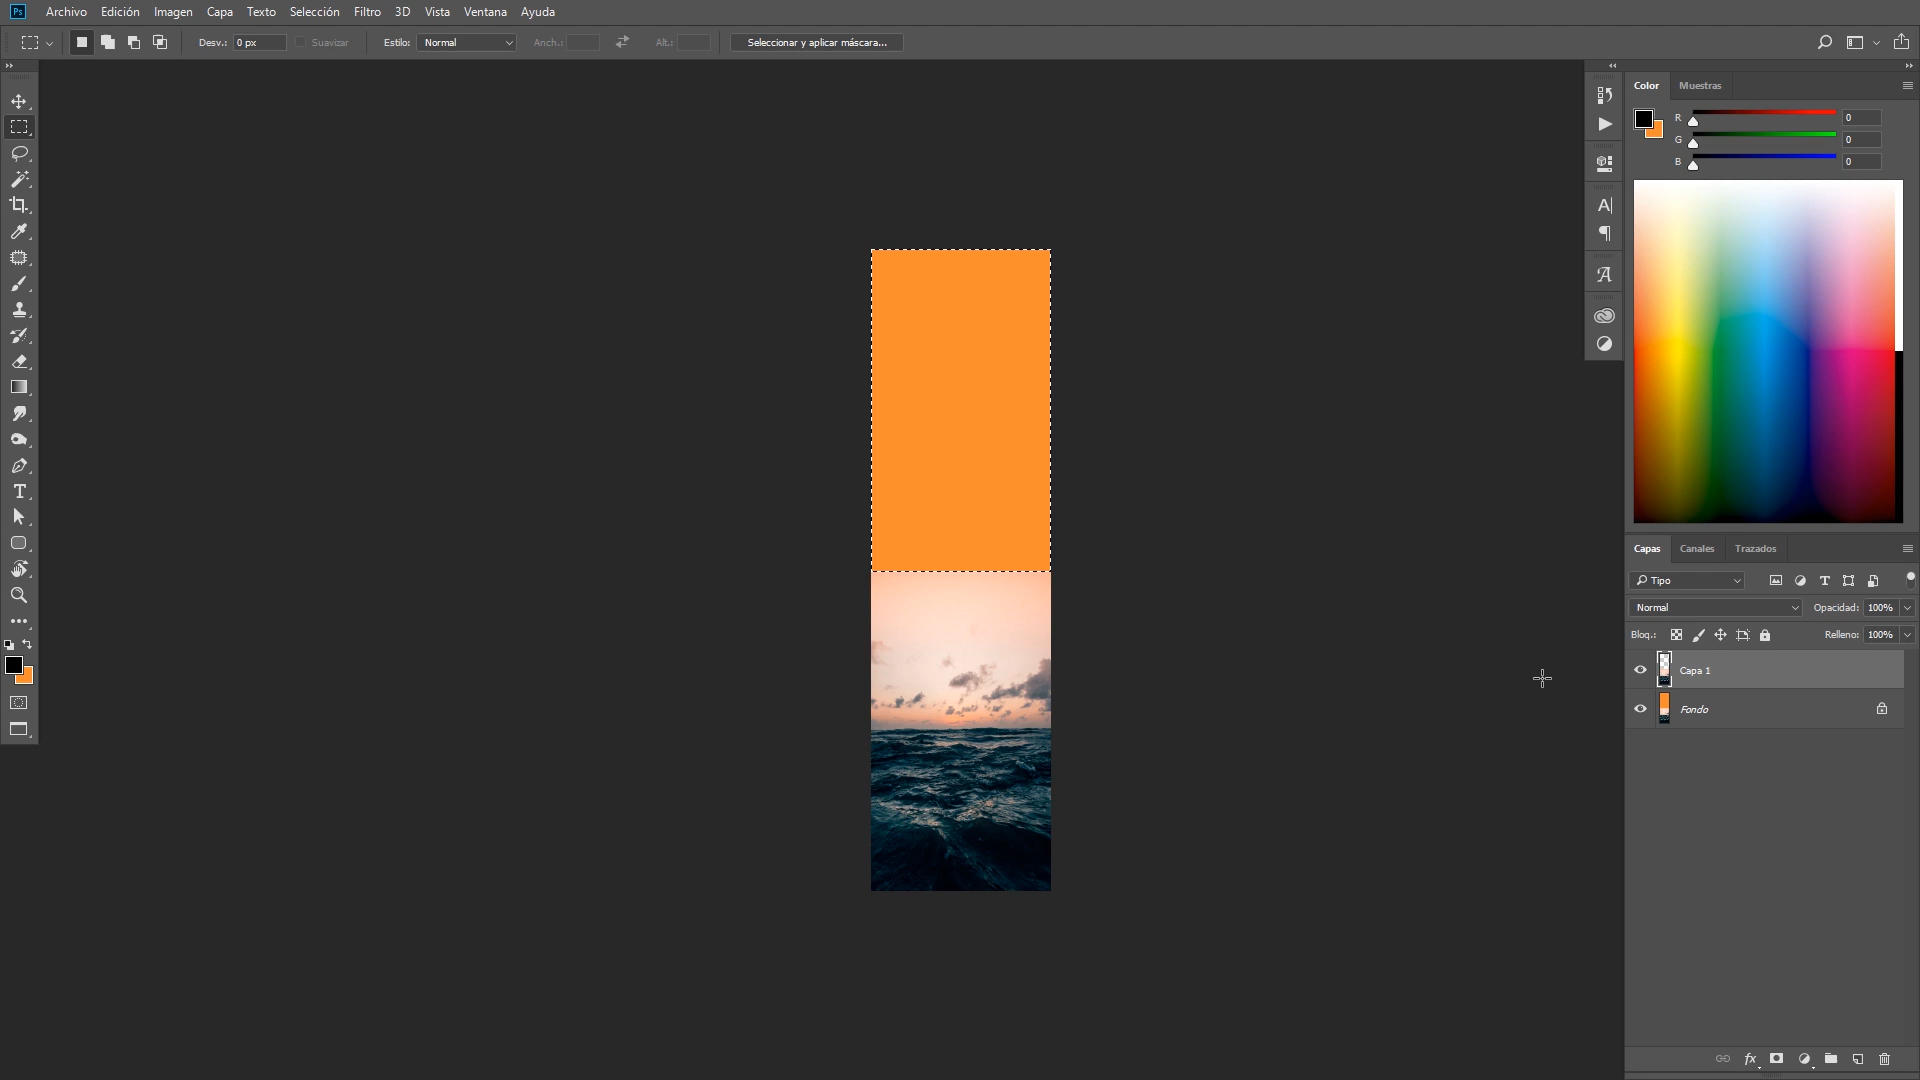 Ps Archivo Edición Imagen Capa Texto Selección Filtro 3D Vista Ventana Ayuda
Desv.: 0 px Suavizar Estilo: Normal Anch.: Alt.: Seleccionar y aplicar máscara...
Color Muestras
R 0
G 0
B 0
Capas Canales Trazados
Tipo
Normal Opacidad: 100%
Bloq.: Relleno: 100%
Capa 1
Fondo
fx